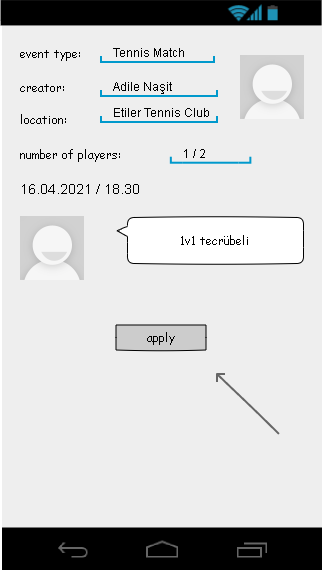 event type: Tennis Match
creator: Adile Naşit
location: Etiler Tennis Club
number of players: 1 / 2
16.04.2021 / 18.30
1v1 tecrübeli
apply